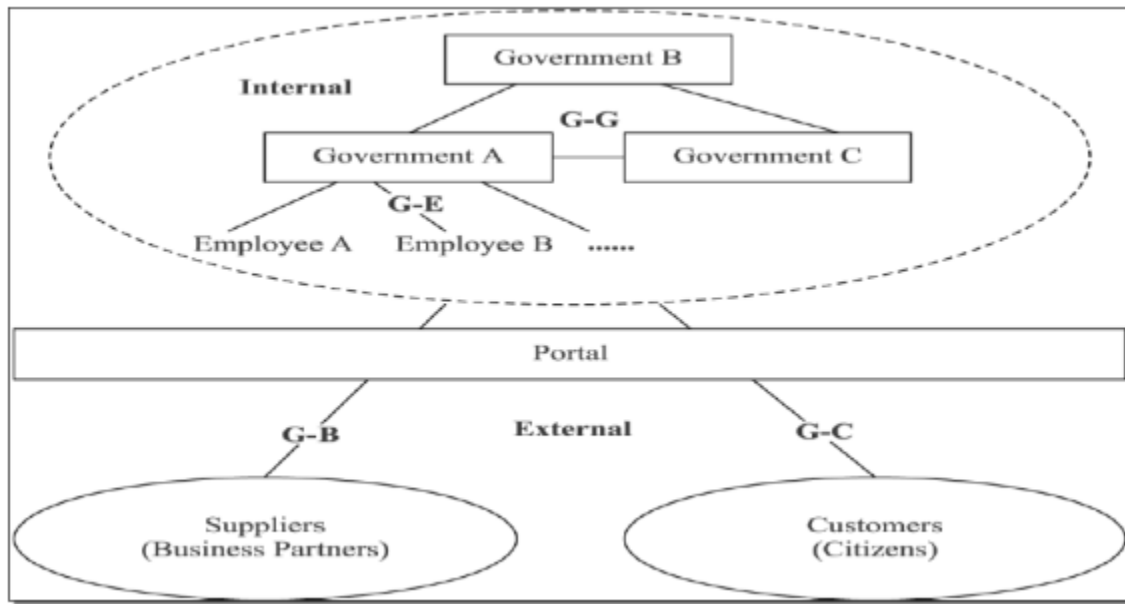 Government B
Internal
G-G
Government A
Government C
G-E
Employee A
Employee B
......
Portal
G-B
External
G-C
Suppliers
(Business Partners)
Customers
(Citizens)